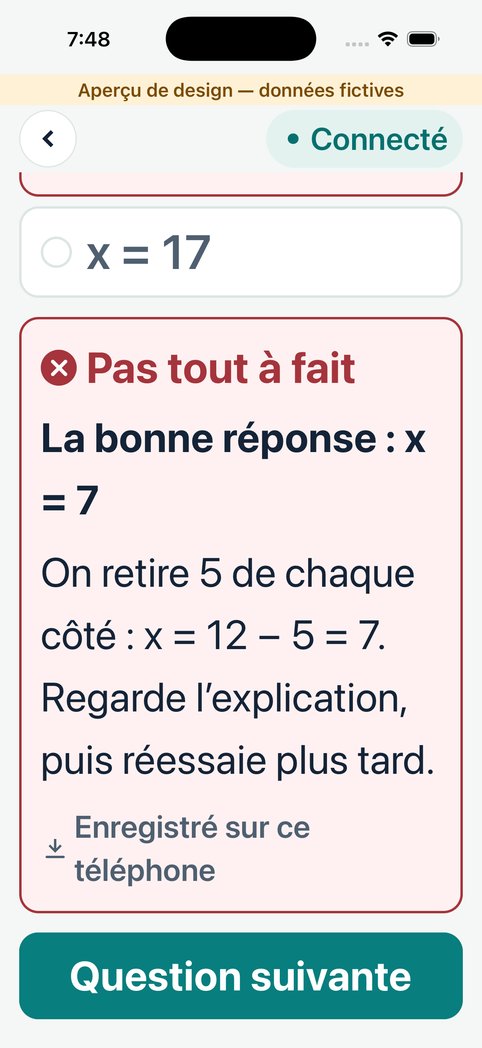 7:48
Aperçu de design — données fictives
Connecté
x = 17
Pas tout à fait
La bonne réponse : x
= 7
On retire 5 de chaque
côté : x = 12 – 5 = 7.
Regarde l’explication,
puis réessaie plus tard.
Enregistré sur ce
téléphone
Question suivante